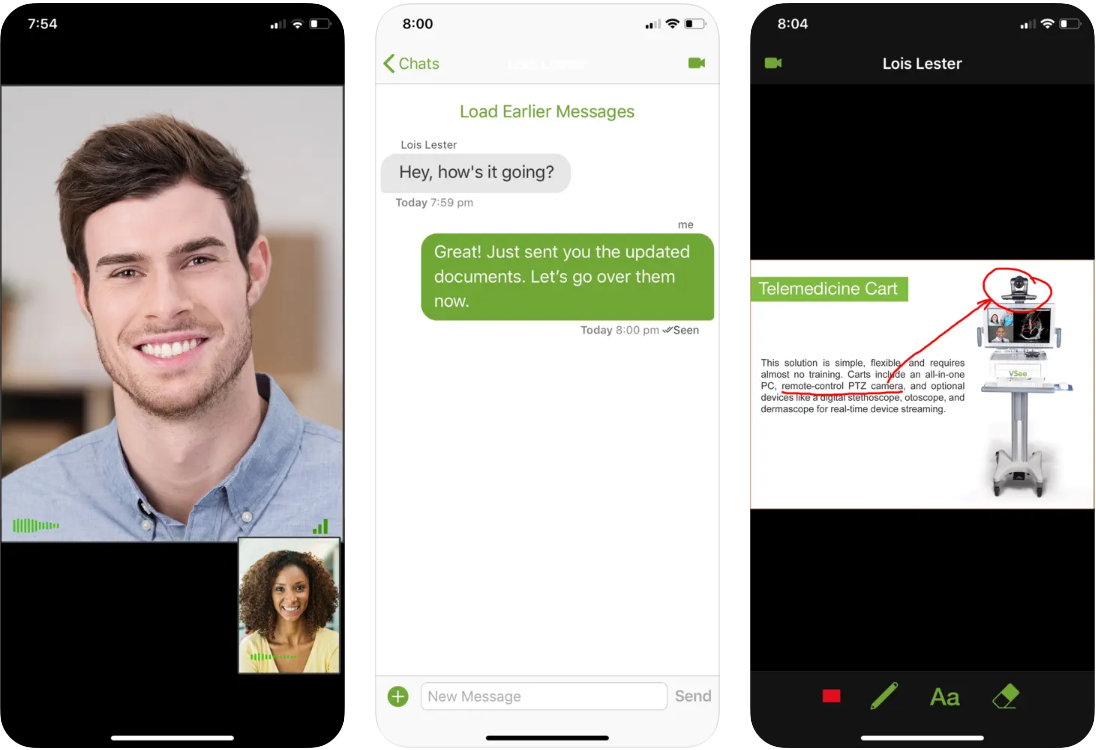 7:54
8:00
Chats
Lois Lester
Load Earlier Messages
Lois Lester
Hey, how's it going?
Today 7:59 pm
me
Great! Just sent you the updated
documents. Let's go over them
now.
Today 8:00 pm Seen
New Message
Send
8:04
Lois Lester
Telemedicine Cart
This solution is simple, flexible, and requires
almost no training. Carts include an all-in-one
PC, remote-control PTZ camera, and optional
devices like a digital stethoscope, otoscope, and
dermascope for real-time device streaming.
VSee
Aa